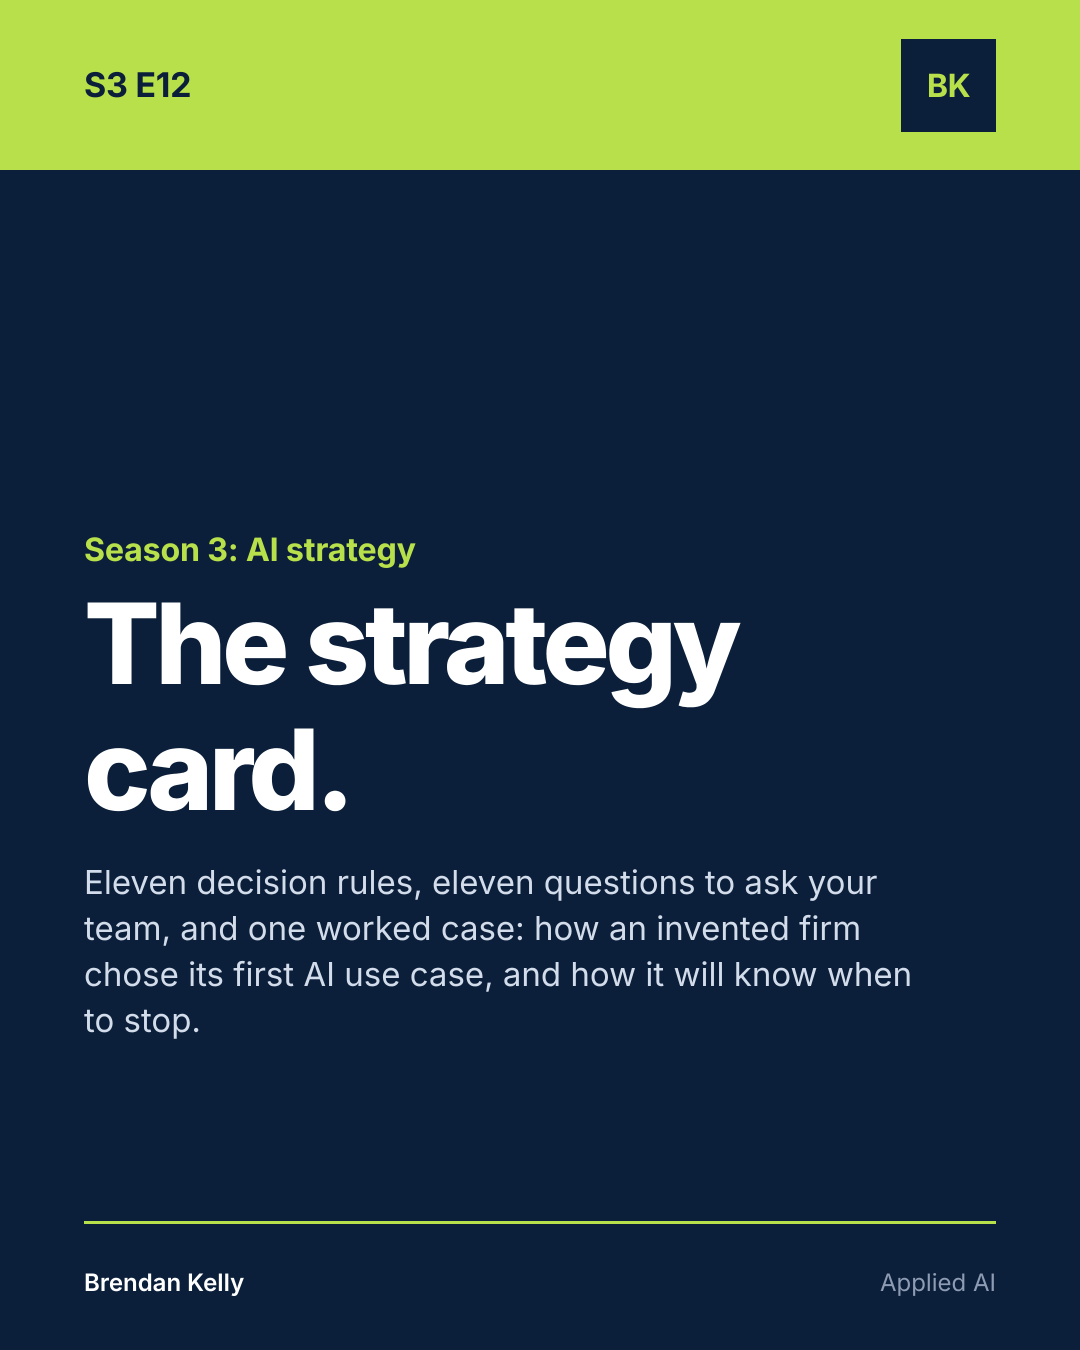 S3 E12
BK
Season 3: AI strategy
The strategy
card.
Eleven decision rules, eleven questions to ask your
team, and one worked case: how an invented firm
chose its first AI use case, and how it will know when
to stop.
Brendan Kelly
Applied AI